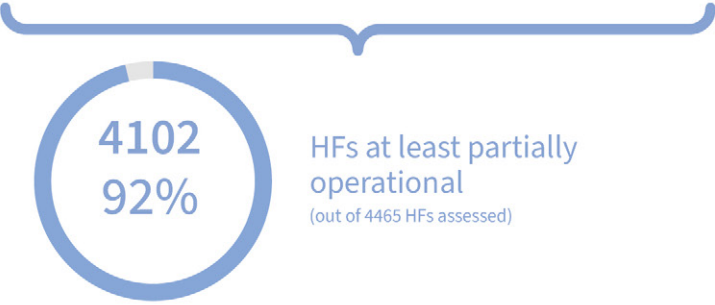 4102
92%
HFs at least partially
operational
(out of 4465 HFs assessed)